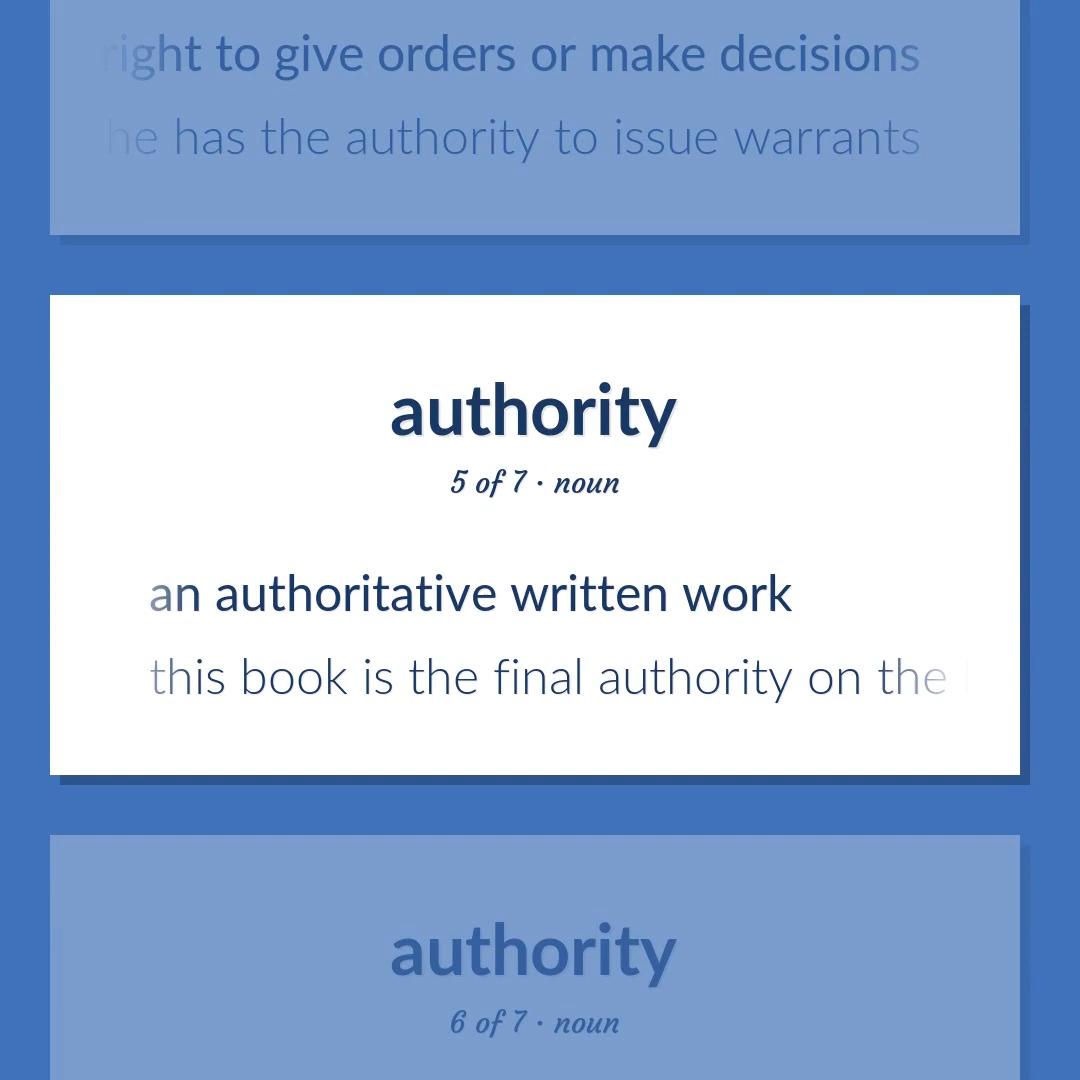 right to give orders or make decisions
he has the authority to issue warrants
authority
5 of 7 · noun
an authoritative written work
this book is the final authority on the
authority
6 of 7 · noun